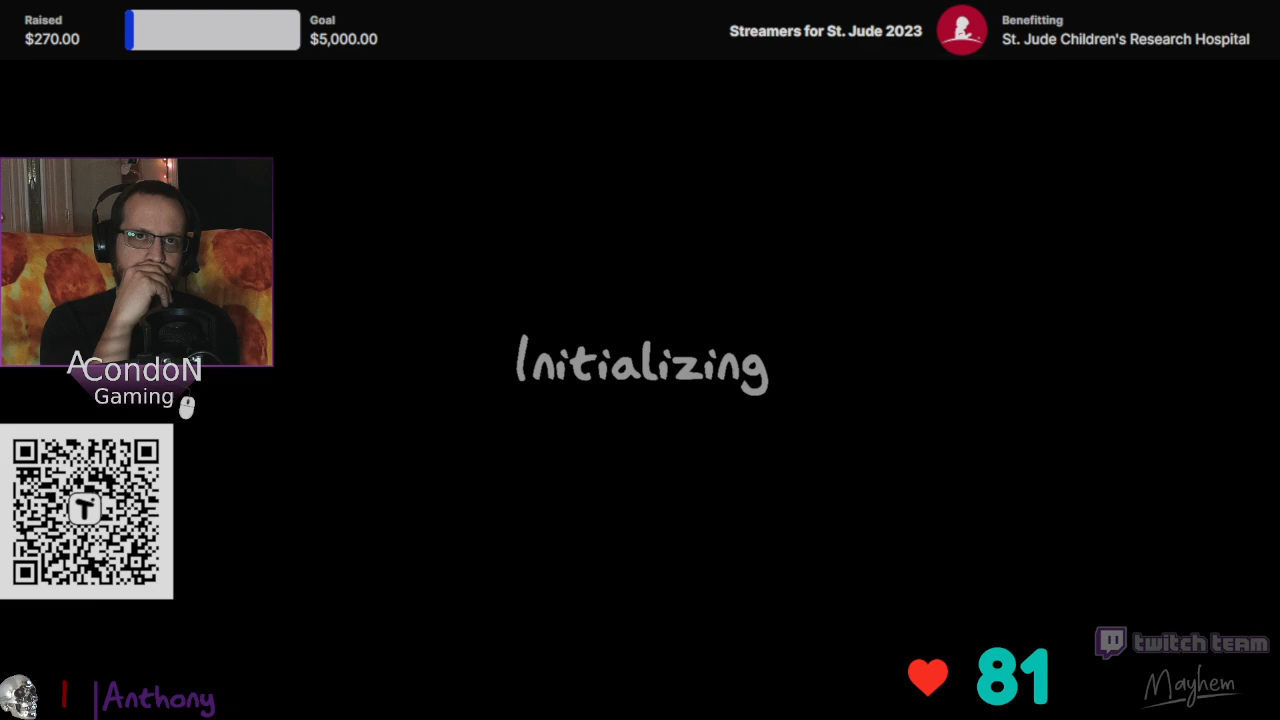 Raised
$270.00
Goal
$5,000.00
Streamers for St. Jude 2023
Benefitting
St. Jude Children's Research Hospital
ACondoN
Gaming
Initializing
T
81
twitch team
Mayhem
1 |Anthony